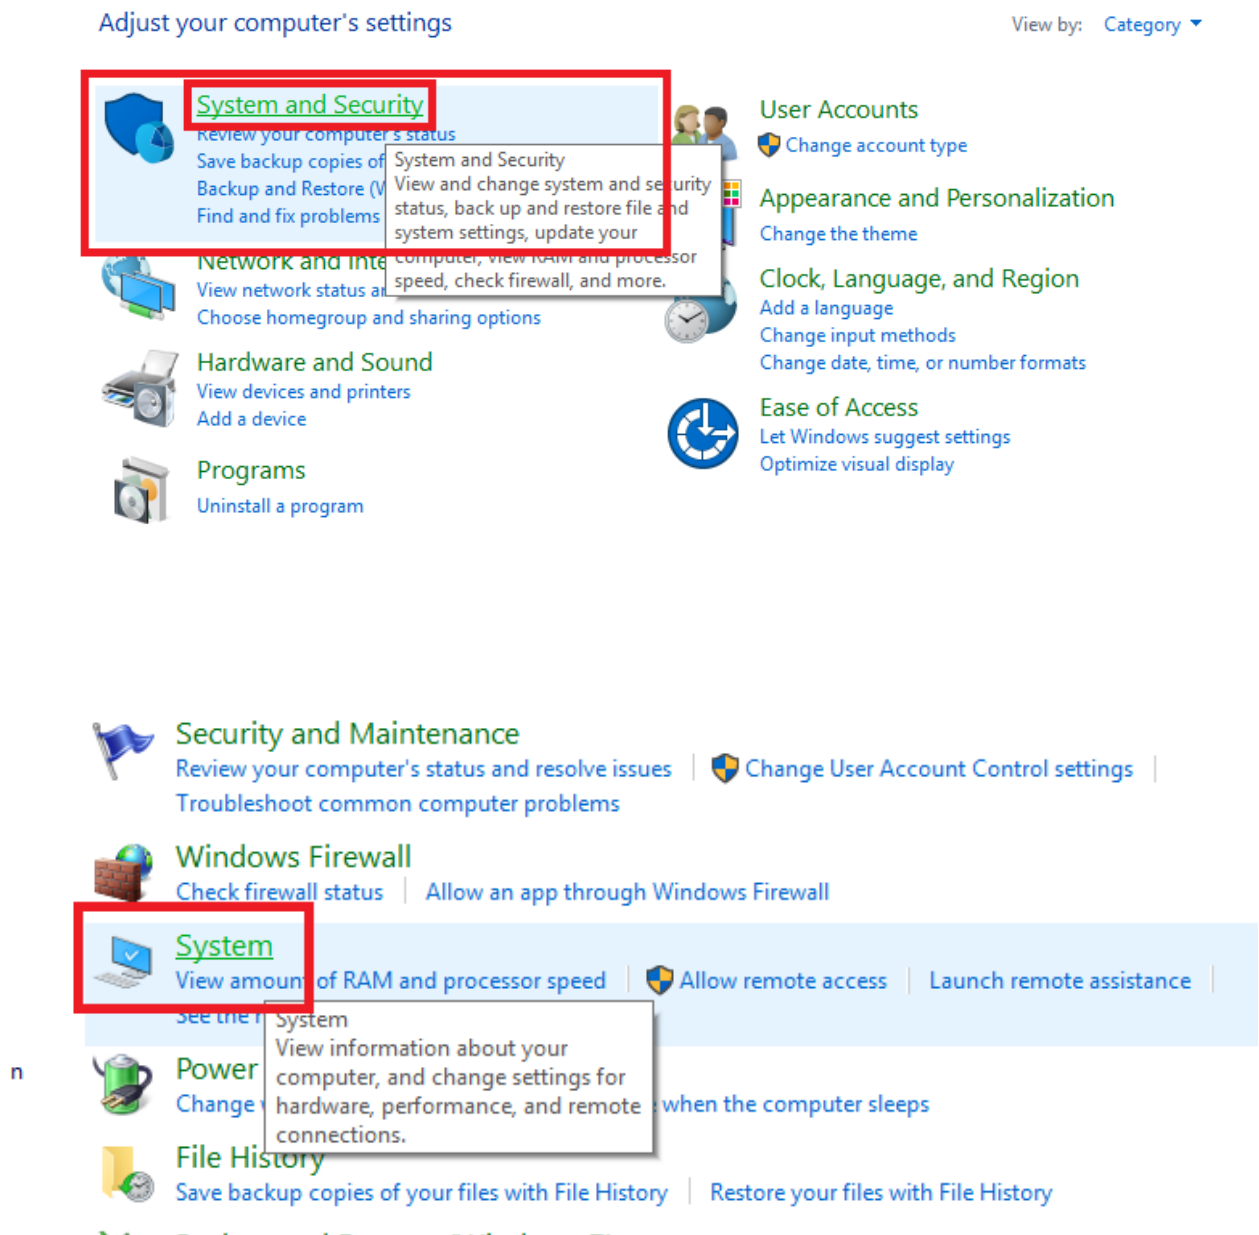 Adjust your computer's settings
View by: Category
System and Security
Review your computer's status
Save backup copies of
Backup and Restore (W
Find and fix problems
System and Security
View and change system and security
status, back up and restore file and
system settings, update your
computer, view RAM and processor
speed, check firewall, and more.
Network and Inte
View network status an
Choose homegroup and sharing options
Hardware and Sound
View devices and printers
Add a device
Programs
Uninstall a program
User Accounts
Change account type
Appearance and Personalization
Change the theme
Clock, Language, and Region
Add a language
Change input methods
Change date, time, or number formats
Ease of Access
Let Windows suggest settings
Optimize visual display
Security and Maintenance
Review your computer's status and resolve issues Change User Account Control settings
Troubleshoot common computer problems
Windows Firewall
Check firewall status Allow an app through Windows Firewall
System
View amount of RAM and processor speed Allow remote access Launch remote assistance
See the
System
View information about your
computer, and change settings for
hardware, performance, and remote
connections.
n
Power
Change when the computer sleeps
File History
Save backup copies of your files with File History Restore your files with File History